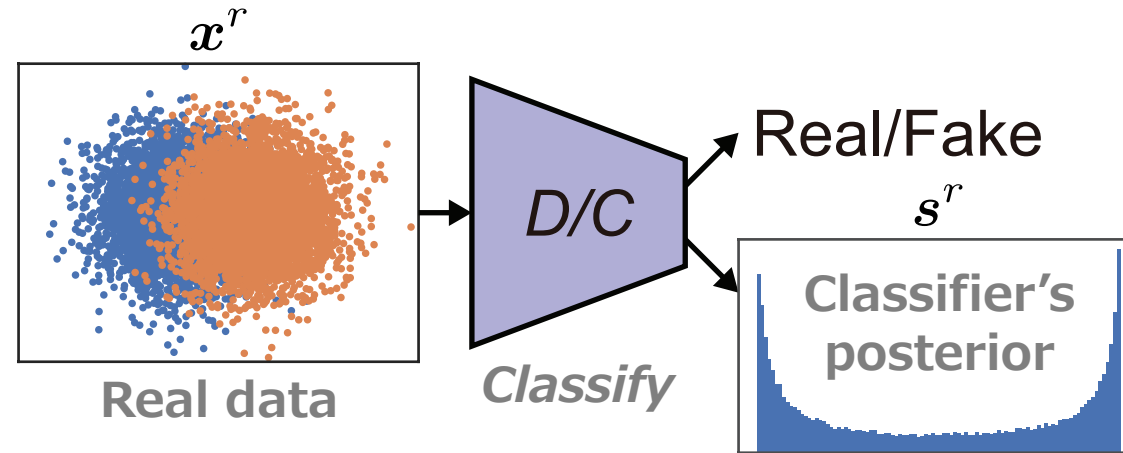 x^r
Real data
D/C
Classify
Real/Fake
s^r
Classifier's
posterior